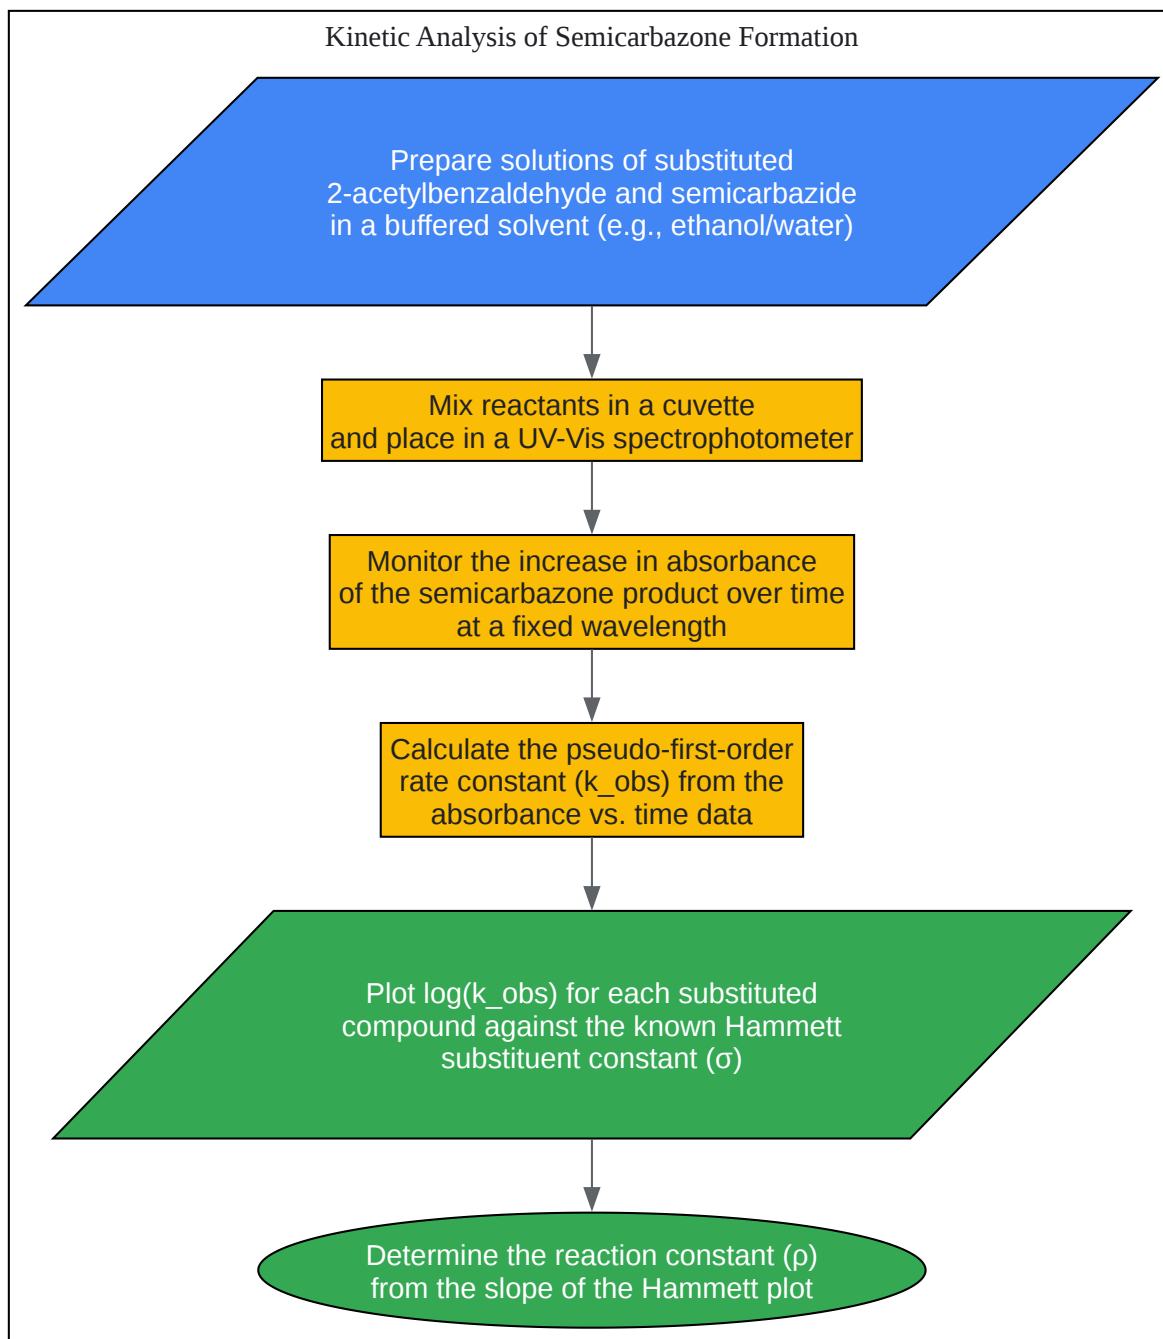 Kinetic Analysis of Semicarbazone Formation
Prepare solutions of substituted
2-acetylbenzaldehyde and semicarbazide
in a buffered solvent (e.g., ethanol/water)
Mix reactants in a cuvette
and place in a UV-Vis spectrophotometer
Monitor the increase in absorbance
of the semicarbazone product over time
at a fixed wavelength
Calculate the pseudo-first-order
rate constant (k_obs) from the
absorbance vs. time data
Plot log(k_obs) for each substituted
compound against the known Hammett
substituent constant (σ)
Determine the reaction constant (ρ)
from the slope of the Hammett plot